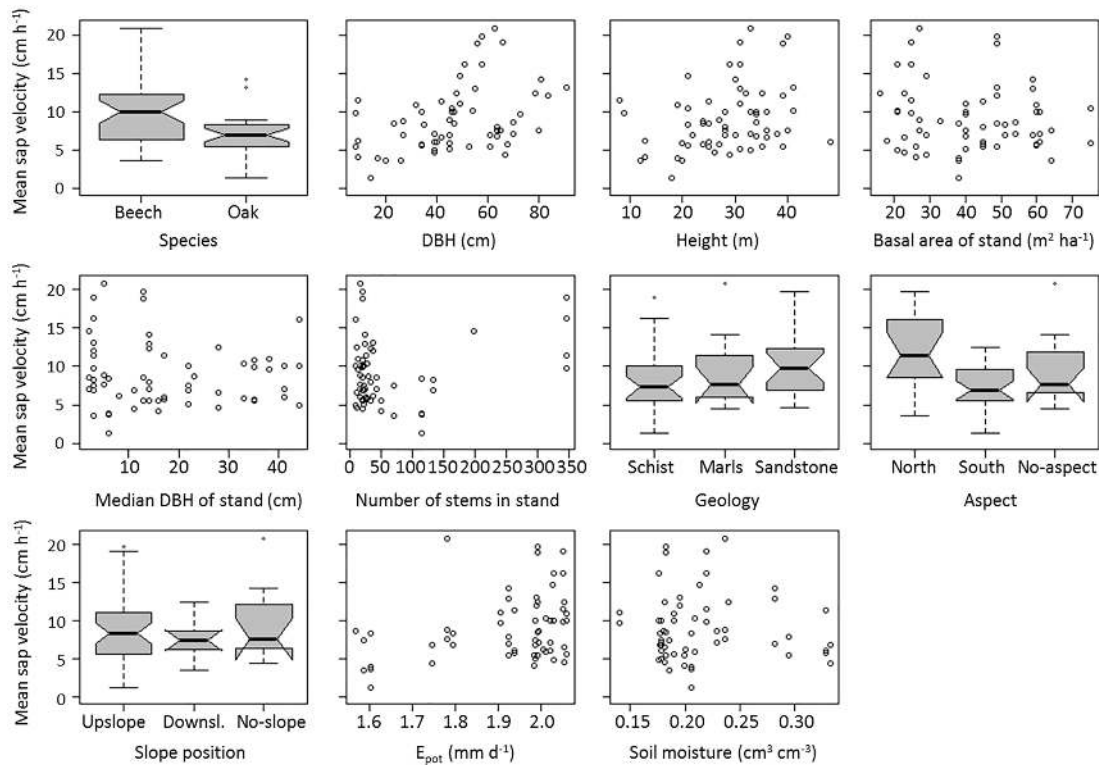 Mean sap velocity (cm h⁻¹)
20
15
10
5
0
Beech Oak
Species
20 40 60 80
DBH (cm)
10 20 30 40
Height (m)
20 30 40 50 60 70
Basal area of stand (m² ha⁻¹)
Mean sap velocity (cm h⁻¹)
20
15
10
5
0
10 20 30 40
Median DBH of stand (cm)
0 50 100 150 200 250 300 350
Number of stems in stand
Schist Marls Sandstone
Geology
North South No-aspect
Aspect
Mean sap velocity (cm h⁻¹)
20
15
10
5
0
Upslope Downsl. No-slope
Slope position
1.6 1.7 1.8 1.9 2.0
E_pot (mm d⁻¹)
0.15 0.20 0.25 0.30
Soil moisture (cm³ cm⁻³)